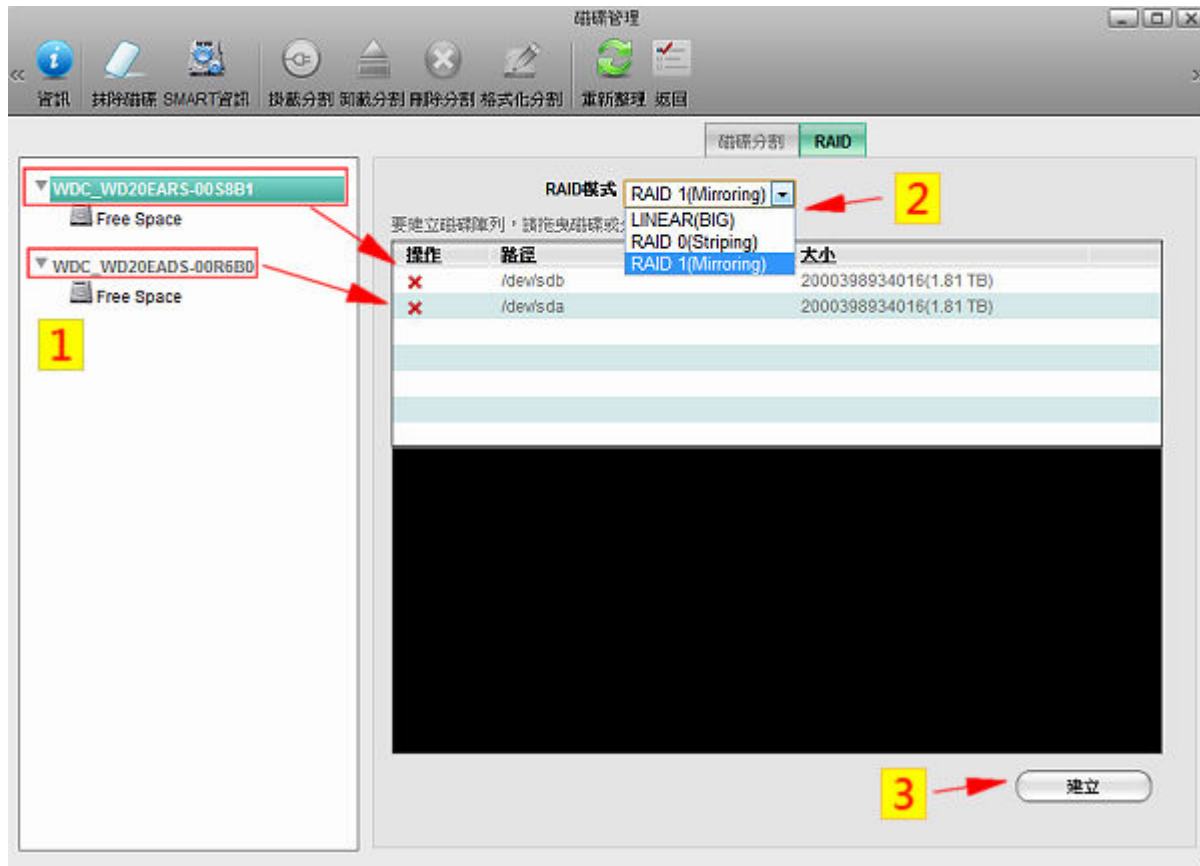 磁碟管理
資訊 抹除磁碟 SMART資訊 掛載分割 卸載分割 刪除分割 格式化分割 重新整理 返回
磁碟分割 RAID
WDC_WD20EARS-00S8B1
Free Space
WDC_WD20EADS-00R6B0
Free Space
1
RAID模式 RAID 1(Mirroring)
2
LINEAR(BIG)
RAID 0(Striping)
RAID 1(Mirroring)
要建立磁碟陣列，請拖曳磁碟或
操作 路徑 大小
/dev/sdb 2000398934016(1.81 TB)
/dev/sda 2000398934016(1.81 TB)
3
建立